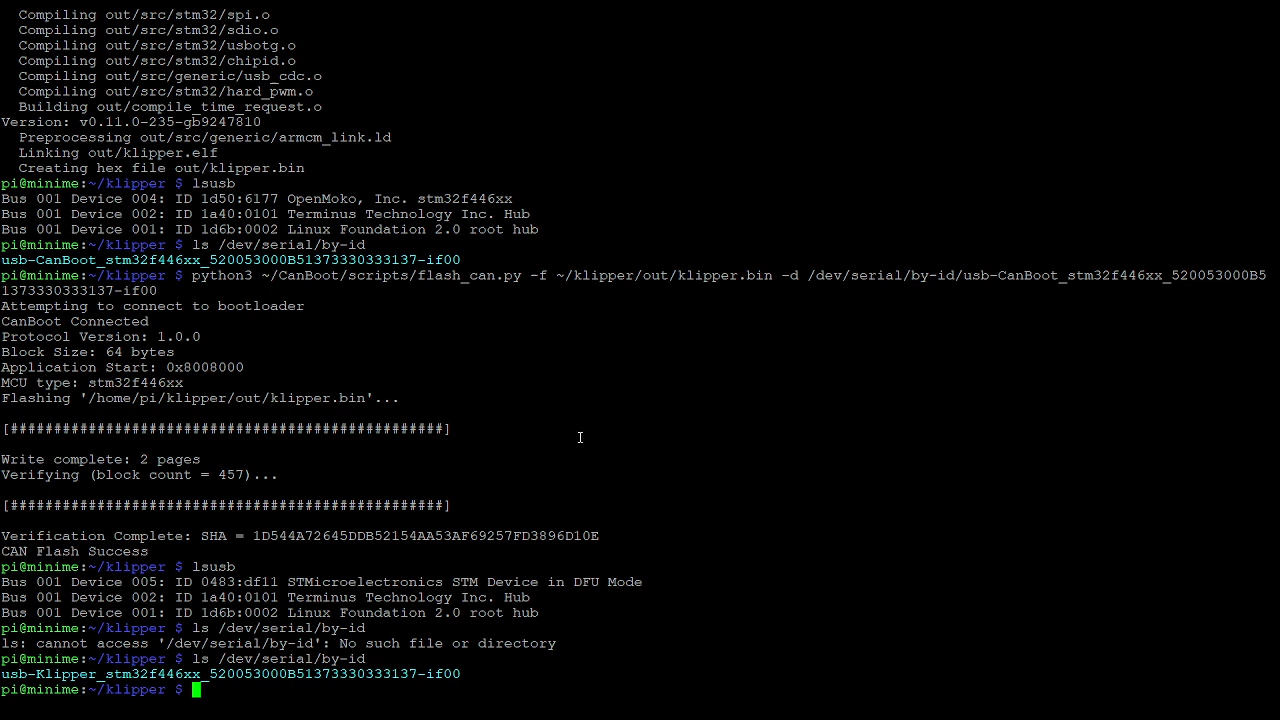 Compiling out/src/stm32/spi.o
Compiling out/src/stm32/sdio.o
Compiling out/src/stm32/usbotg.o
Compiling out/src/stm32/chipid.o
Compiling out/src/generic/usb_cdc.o
Compiling out/src/stm32/hard_pwm.o
Building out/compile_time_request.o
Version: v0.11.0-235-gb9247810
Preprocessing out/src/generic/armcm_link.ld
Linking out/klipper.elf
Creating hex file out/klipper.bin
pi@minime:~/klipper $ lsusb
Bus 001 Device 004: ID 1d50:6177 OpenMoko, Inc. stm32f446xx
Bus 001 Device 002: ID 1a40:0101 Terminus Technology Inc. Hub
Bus 001 Device 001: ID 1d6b:0002 Linux Foundation 2.0 root hub
pi@minime:~/klipper $ ls /dev/serial/by-id
usb-CanBoot_stm32f446xx_520053000B51373330333137-if00
pi@minime:~/klipper $ python3 ~/CanBoot/scripts/flash_can.py -f ~/klipper/out/klipper.bin -d /dev/serial/by-id/usb-CanBoot_stm32f446xx_520053000B5
1373330333137-if00
Attempting to connect to bootloader
CanBoot Connected
Protocol Version: 1.0.0
Block Size: 64 bytes
Application Start: 0x8008000
MCU type: stm32f446xx
Flashing '/home/pi/klipper/out/klipper.bin'...
[##################################################]
Write complete: 2 pages
Verifying (block count = 457)...
[##################################################]
Verification Complete: SHA = 1D544A72645DDB52154AA53AF69257FD3896D10E
CAN Flash Success
pi@minime:~/klipper $ lsusb
Bus 001 Device 005: ID 0483:df11 STMicroelectronics STM Device in DFU Mode
Bus 001 Device 002: ID 1a40:0101 Terminus Technology Inc. Hub
Bus 001 Device 001: ID 1d6b:0002 Linux Foundation 2.0 root hub
pi@minime:~/klipper $ ls /dev/serial/by-id
ls: cannot access '/dev/serial/by-id': No such file or directory
pi@minime:~/klipper $ ls /dev/serial/by-id
usb-Klipper_stm32f446xx_520053000B51373330333137-if00
pi@minime:~/klipper $